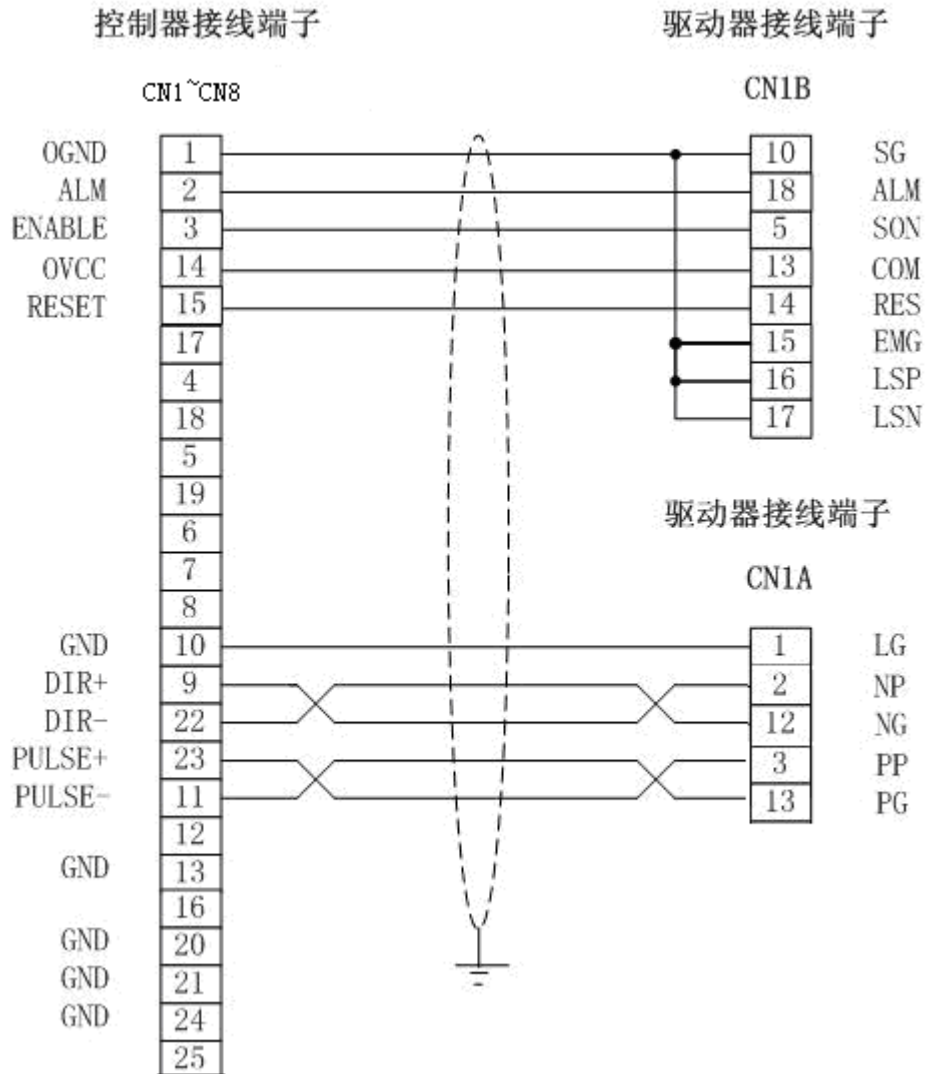 控制器接线端子
驱动器接线端子
CN1~CN8
CN1B
OGND 1 10 SG
ALM 2 18 ALM
ENABLE 3 5 SON
OVCC 14 13 COM
RESET 15 14 RES
17 15 EMG
4 16 LSP
18 17 LSN
5
19
驱动器接线端子
6
7
CN1A
8
GND 10 1 LG
DIR+ 9 2 NP
DIR- 22 12 NG
PULSE+ 23 3 PP
PULSE- 11 13 PG
12
GND 13
16
GND 20
GND 21
GND 24
25